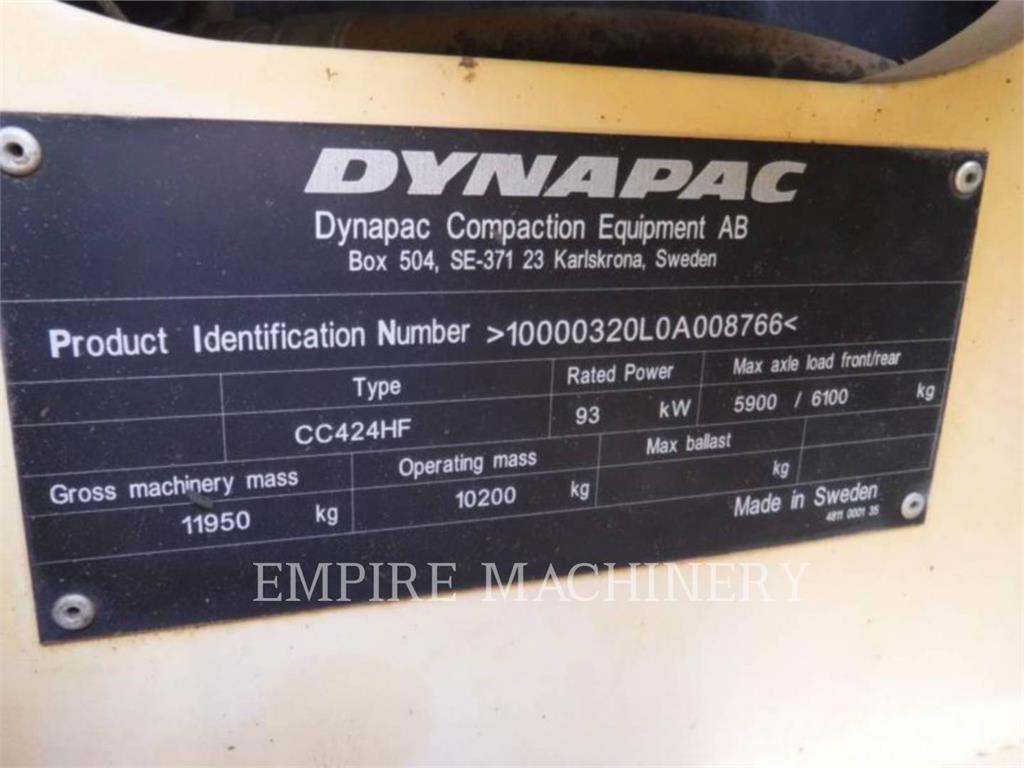 DYNAPAC
Dynapac Compaction Equipment AB
Box 504, SE-371 23 Karlskrona, Sweden
Product Identification Number >10000320L0A008766<
Type Rated Power Max axle load front/rear
CC424HF 93 kW 5900 / 6100 kg
Gross machinery mass Operating mass Max ballast
11950 kg 10200 kg kg
Made in Sweden
4811 0001 35
EMPIRE MACHINERY